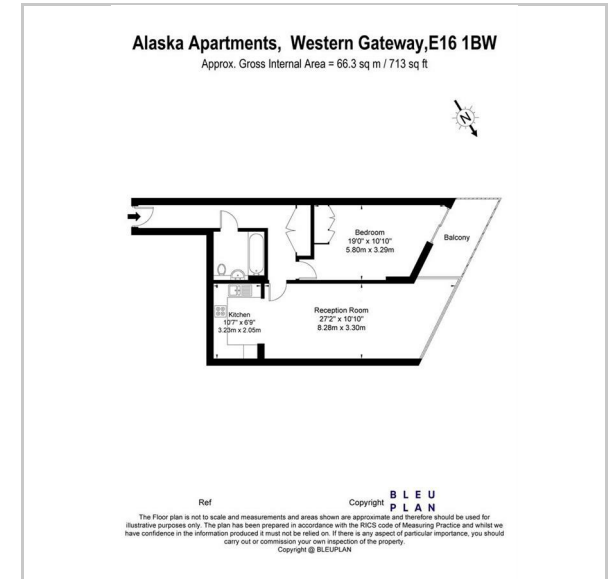 Alaska Apartments, Western Gateway,E16 1BW
Approx. Gross Internal Area = 66.3 sq m / 713 sq ft
N
Bedroom
19'0" x 10'10"
5.80m x 3.29m
Balcony
Kitchen
10'7" x 6'9"
3.23m x 2.05m
Reception Room
27'2" x 10'10"
8.28m x 3.30m
Ref
Copyright
BLEU
PLAN
The Floor plan is not to scale and measurements and areas shown are approximate and therefore should be used for
illustrative purposes only. The plan has been prepared in accordance with the RICS code of Measuring Practice and whilst we
have confidence in the information produced it must not be relied on. If there is any aspect of particular importance, you should
carry out or commission your own inspection of the property.
Copyright @ BLEUPLAN